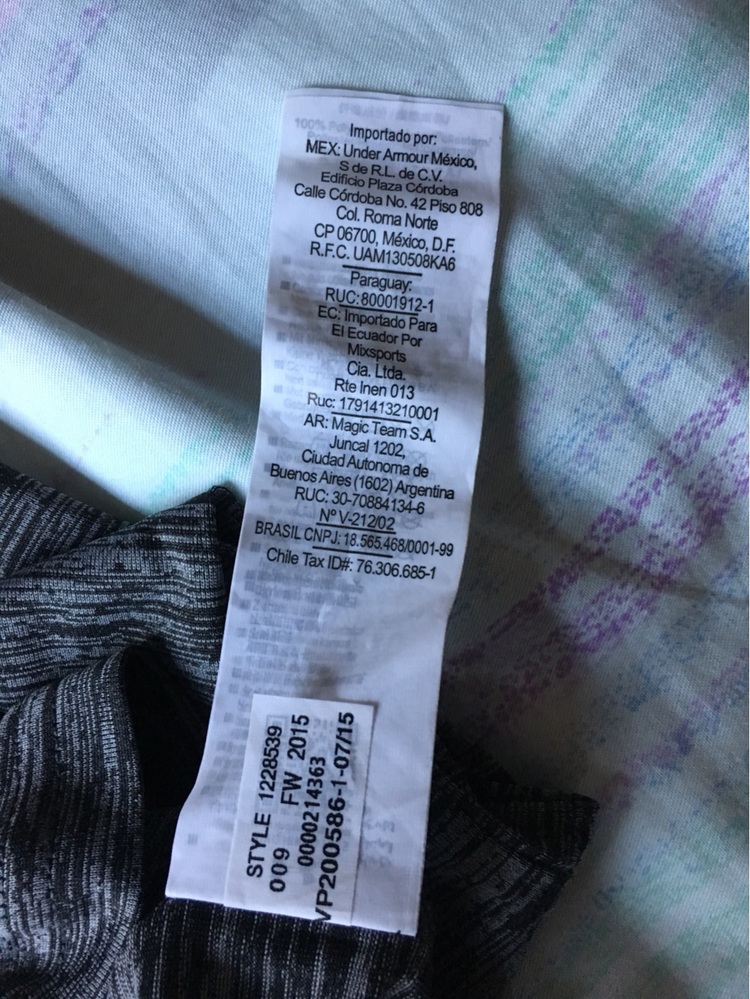 Importado por:
MEX: Under Armour México,
S de R.L. de C.V.
Edificio Plaza Córdoba
Calle Córdoba No. 42 Piso 808
Col. Roma Norte
CP 06700, México, D.F.
R.F.C. UAM130508KA6
Paraguay:
RUC:80001912-1
EC: Importado Para
El Ecuador Por
Mixsports
Cia. Ltda.
Rte Inen 013
Ruc: 1791413210001
AR: Magic Team S.A.
Juncal 1202,
Ciudad Autonoma de
Buenos Aires (1602) Argentina
RUC: 30-70884134-6
Nº V-212/02
BRASIL CNPJ: 18.565.468/0001-99
Chile Tax ID#: 76.306.685-1
STYLE 1228539
009 FW 2015
0000214363
VP200586-1-07/15